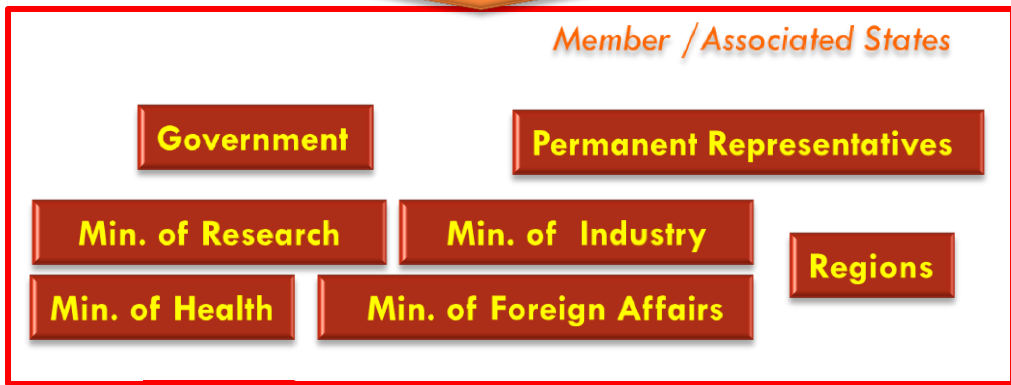 Member /Associated States
Government
Permanent Representatives
Min. of Research
Min. of Industry
Regions
Min. of Health
Min. of Foreign Affairs